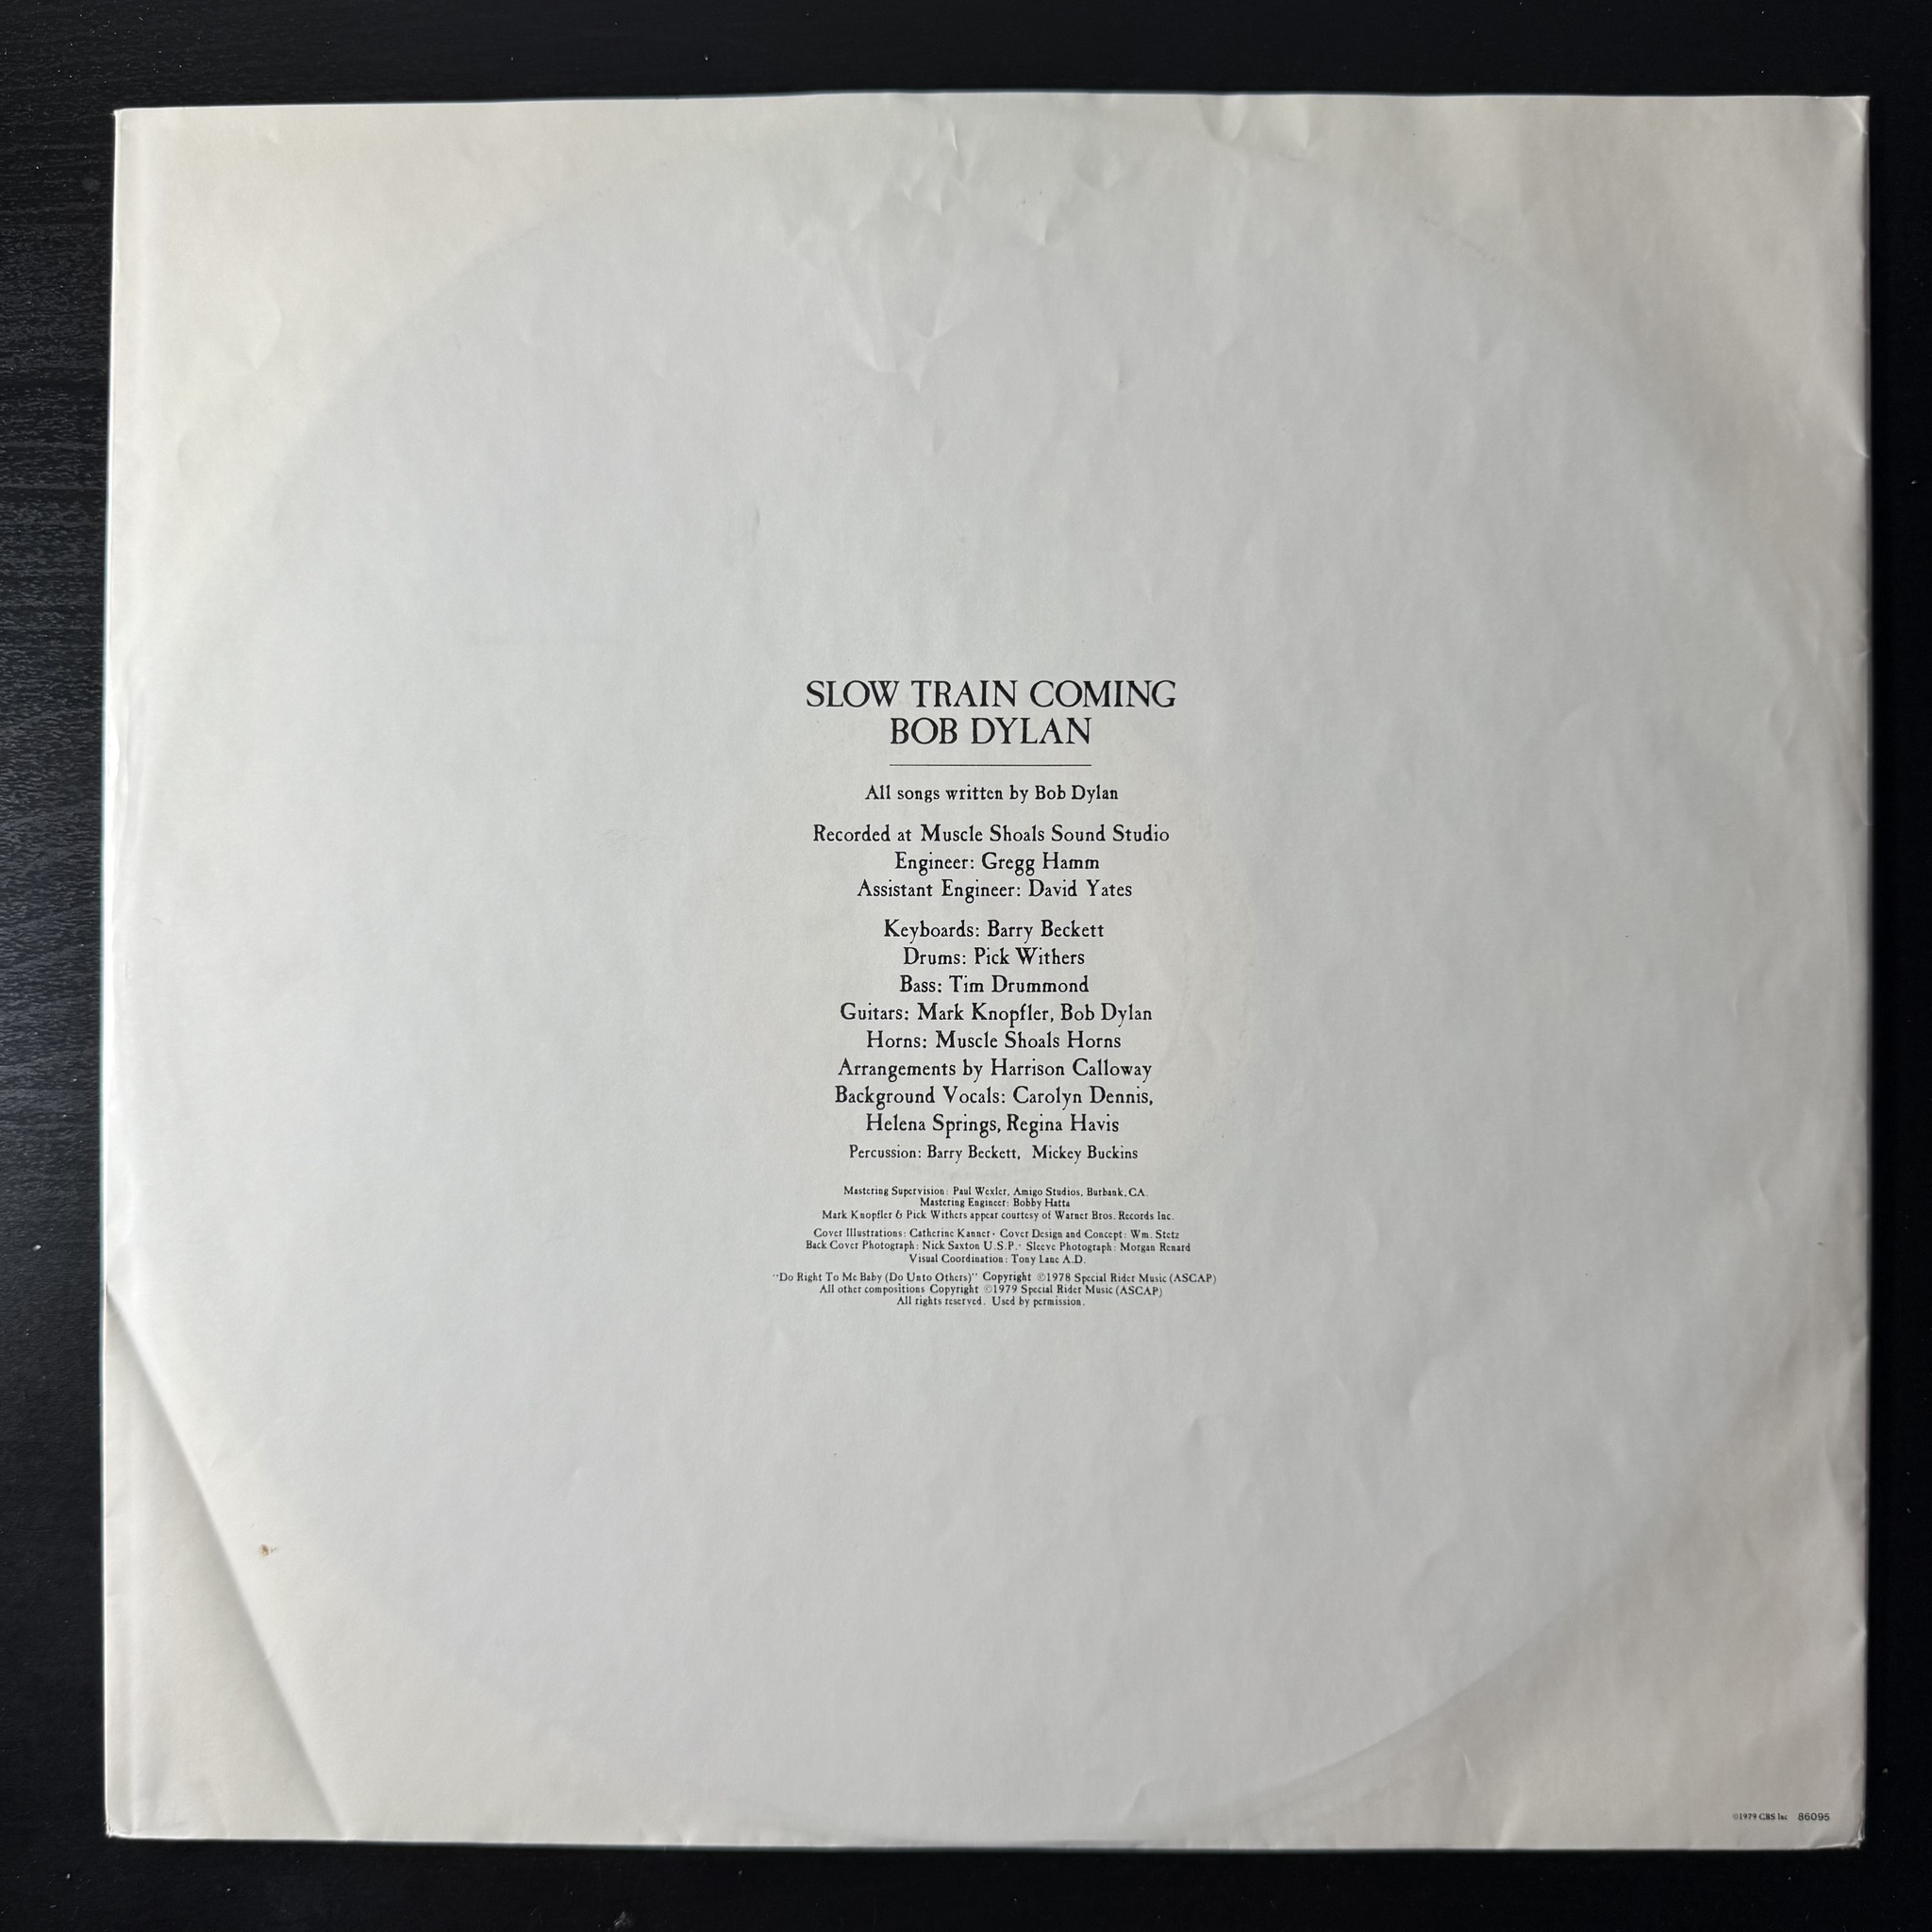 SLOW TRAIN COMING
BOB DYLAN
All songs written by Bob Dylan
Recorded at Muscle Shoals Sound Studio
Engineer: Gregg Hamm
Assistant Engineer: David Yates
Keyboards: Barry Beckett
Drums: Pick Withers
Bass: Tim Drummond
Guitars: Mark Knopfler, Bob Dylan
Horns: Muscle Shoals Horns
Arrangements by Harrison Calloway
Background Vocals: Carolyn Dennis,
Helena Springs, Regina Havis
Percussion: Barry Beckett, Mickey Buckins
Mastering Supervision: Paul Wexler, Amigo Studios, Burbank, CA.
Mastering Engineer: Bobby Hatta
Mark Knopfler & Pick Withers appear courtesy of Warner Bros. Records Inc.
Cover Illustrations: Catherine Kanner · Cover Design and Concept: Wm. Stetz
Back Cover Photograph: Nick Saxton U.S.P. · Sleeve Photograph: Morgan Renard
Visual Coordination: Tony Lane A.D.
"Do Right To Me Baby (Do Unto Others)" Copyright ©1978 Special Rider Music (ASCAP)
All other compositions Copyright ©1979 Special Rider Music (ASCAP)
All rights reserved. Used by permission.
©1979 CBS Inc 86095